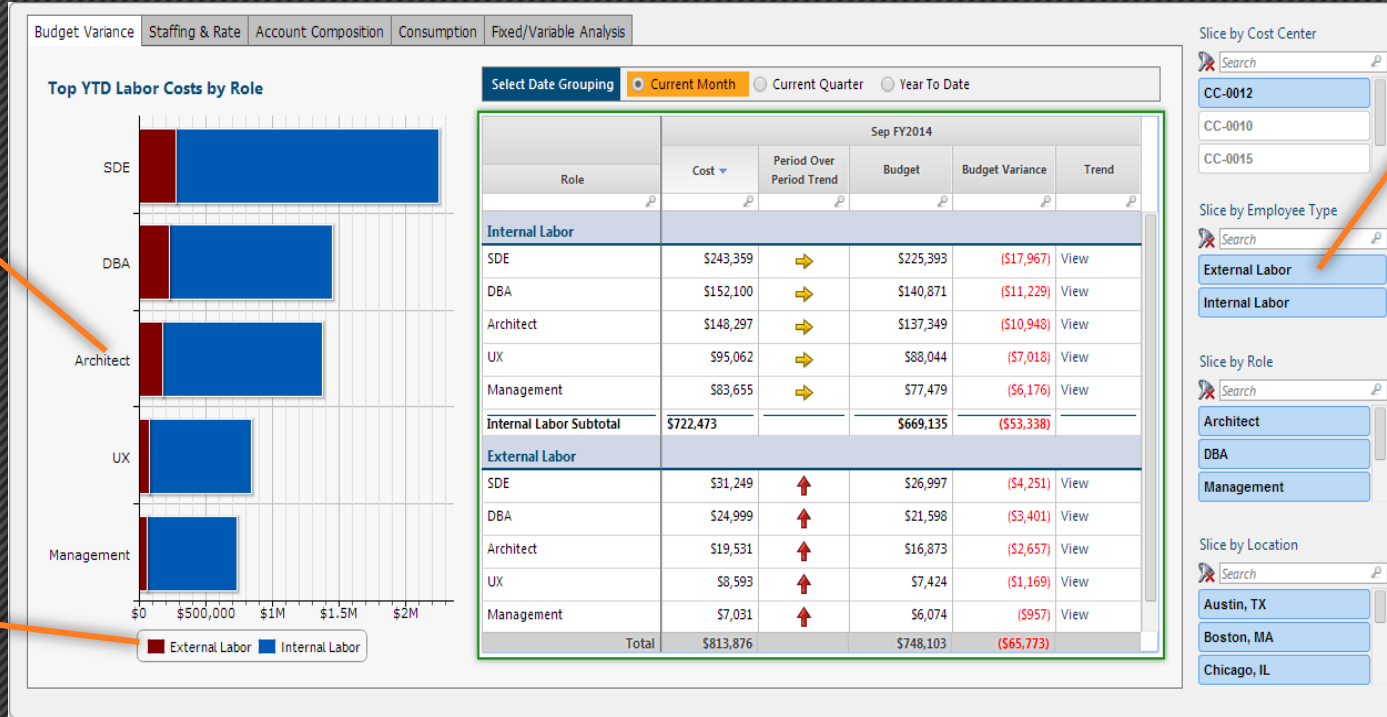 Budget Variance Staffing & Rate Account Composition Consumption Fixed/Variable Analysis
Top YTD Labor Costs by Role
SDE
DBA
Architect
UX
Management
$0 $500,000 $1M $1.5M $2M
External Labor Internal Labor
Select Date Grouping Current Month Current Quarter Year To Date
Sep FY2014
Role Cost Period Over Period Trend Budget Budget Variance Trend
Internal Labor
SDE $243,359 $225,393 ($17,967) View
DBA $152,100 $140,871 ($11,229) View
Architect $148,297 $137,349 ($10,948) View
UX $95,062 $88,044 ($7,018) View
Management $83,655 $77,479 ($6,176) View
Internal Labor Subtotal $722,473 $669,135 ($53,338)
External Labor
SDE $31,249 $26,997 ($4,251) View
DBA $24,999 $21,598 ($3,401) View
Architect $19,531 $16,873 ($2,657) View
UX $8,593 $7,424 ($1,169) View
Management $7,031 $6,074 ($957) View
Total $813,876 $748,103 ($65,773)
Slice by Cost Center
Search
CC-0012
CC-0010
CC-0015
Slice by Employee Type
Search
External Labor
Internal Labor
Slice by Role
Search
Architect
DBA
Management
Slice by Location
Search
Austin, TX
Boston, MA
Chicago, IL